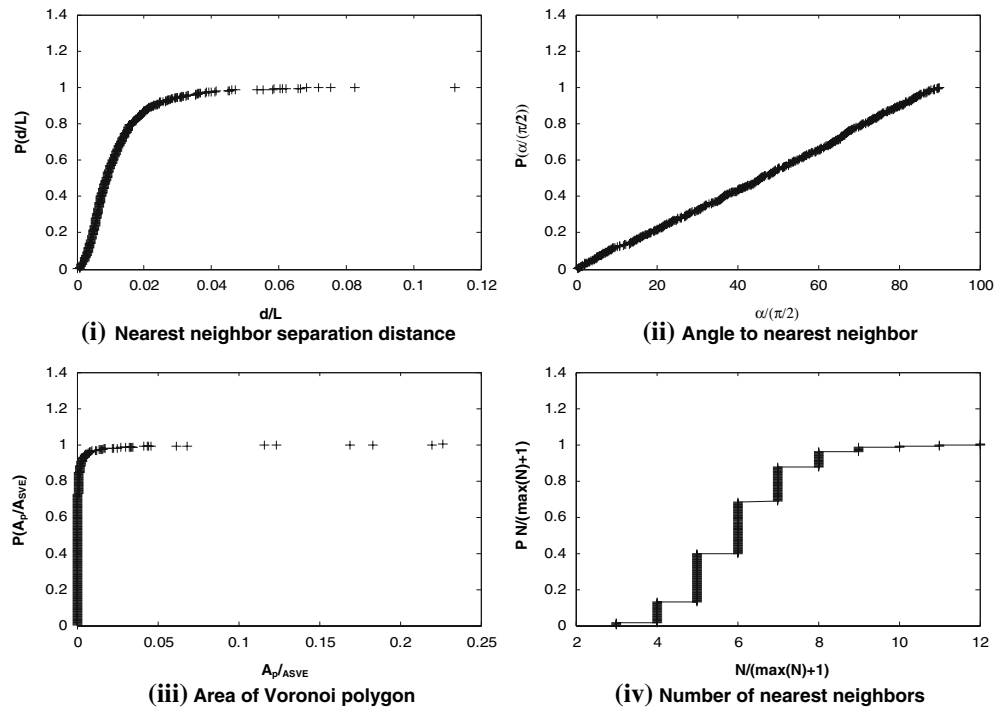 1.4
1.2
1
0.8
0.6
0.4
0.2
0
P(d/L)
0 0.02 0.04 0.06 0.08 0.1 0.12
d/L
(i) Nearest neighbor separation distance
1.4
1.2
1
0.8
0.6
0.4
0.2
0
P(α/(π/2))
0 20 40 60 80 100
α/(π/2)
(ii) Angle to nearest neighbor
1.4
1.2
1
0.8
0.6
0.4
0.2
0
P(Ap/ASVE)
0 0.05 0.1 0.15 0.2 0.25
Ap/ASVE
(iii) Area of Voronoi polygon
1.4
1.2
1
0.8
0.6
0.4
0.2
0
P N/(max(N)+1)
2 4 6 8 10 12
N/(max(N)+1)
(iv) Number of nearest neighbors